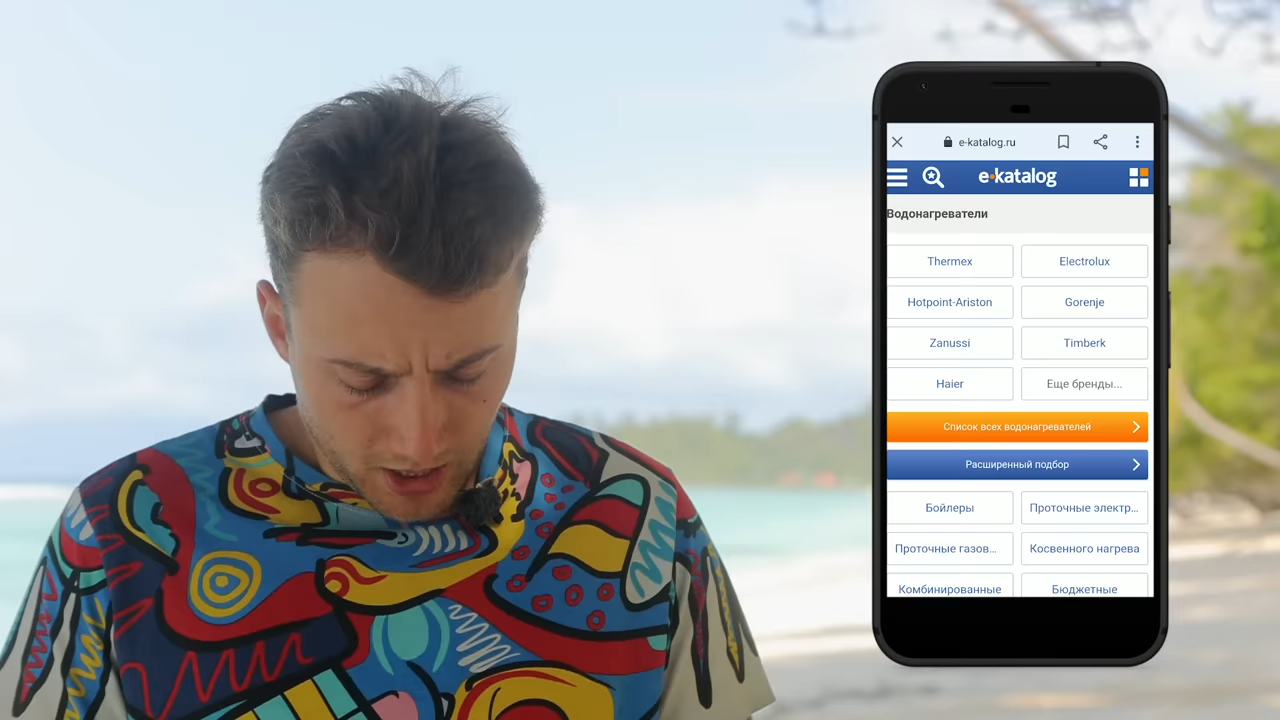 e-katalog.ru
e·katalog
Водонагреватели
Thermex
Electrolux
Hotpoint-Ariston
Gorenje
Zanussi
Timberk
Haier
Еще бренды...
Список всех водонагревателей
Расширенный подбор
Бойлеры
Проточные электр...
Проточные газов...
Косвенного нагрева
Комбинированные
Бюджетные